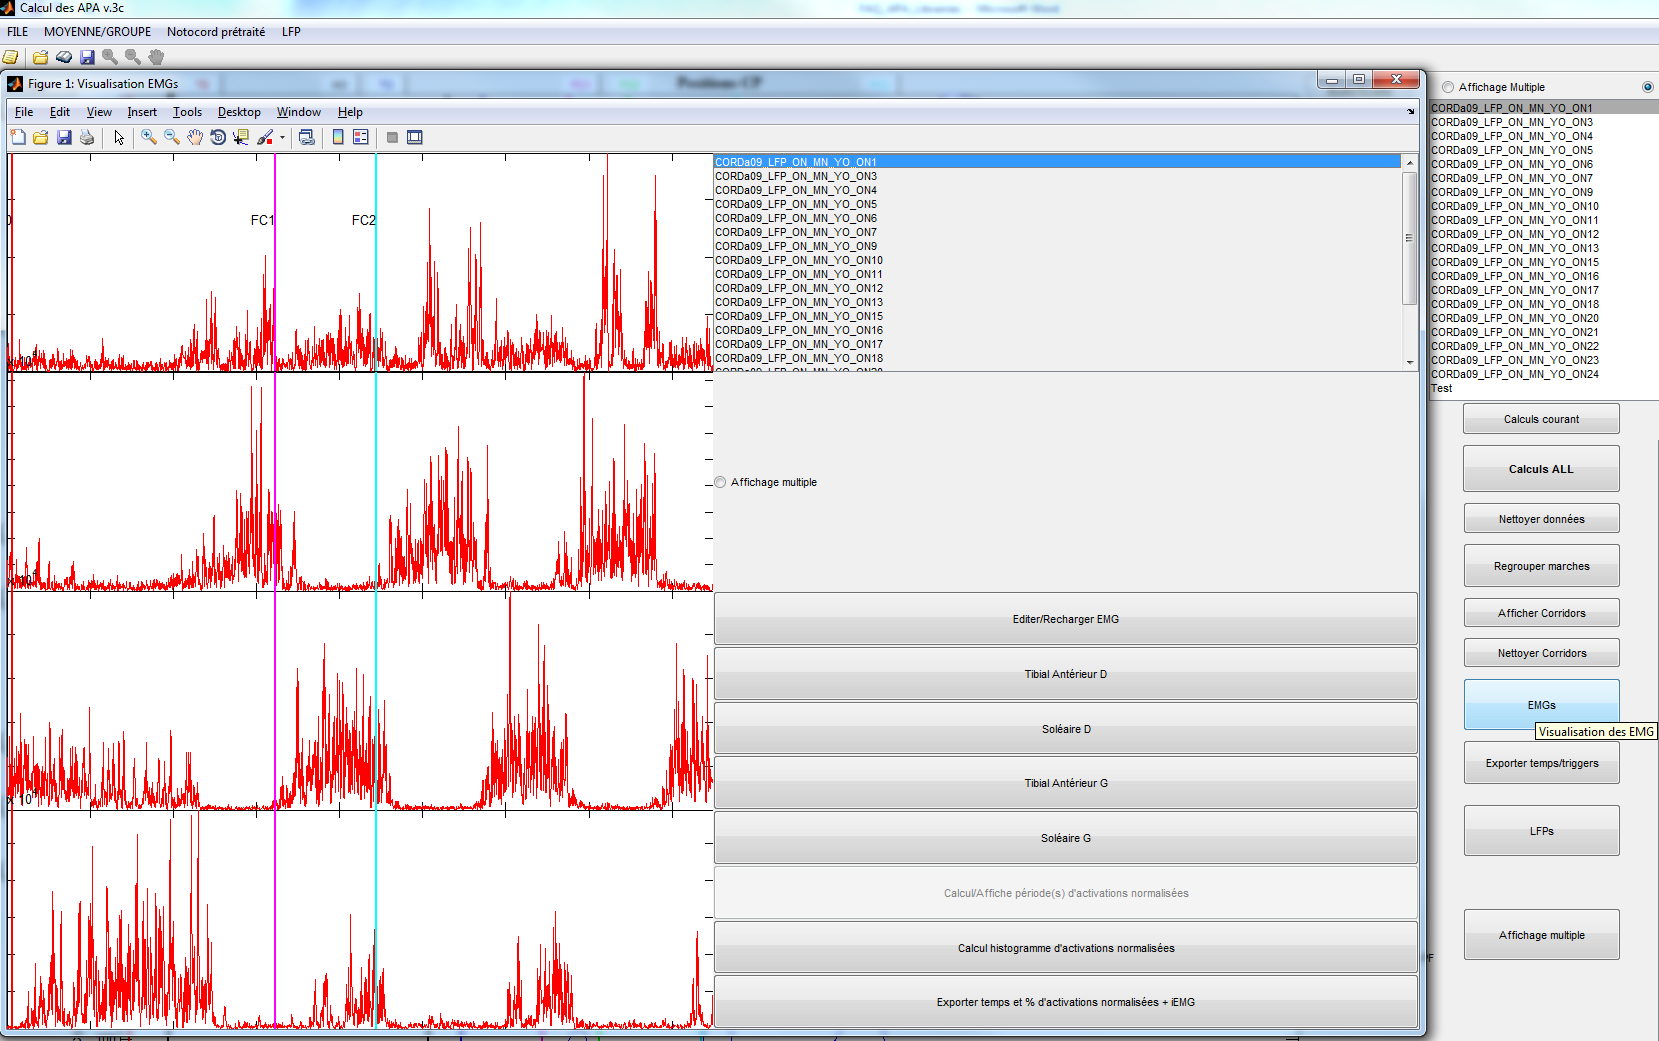 Calcul des APA v.3c
FILE MOYENNE/GROUPE Notocord prétraité LFP
Figure 1: Visualisation EMGs
File Edit View Insert Tools Desktop Window Help
FC1 FC2
CORDa09_LFP_ON_MN_YO_ON1
CORDa09_LFP_ON_MN_YO_ON3
CORDa09_LFP_ON_MN_YO_ON4
CORDa09_LFP_ON_MN_YO_ON5
CORDa09_LFP_ON_MN_YO_ON6
CORDa09_LFP_ON_MN_YO_ON7
CORDa09_LFP_ON_MN_YO_ON9
CORDa09_LFP_ON_MN_YO_ON10
CORDa09_LFP_ON_MN_YO_ON11
CORDa09_LFP_ON_MN_YO_ON12
CORDa09_LFP_ON_MN_YO_ON13
CORDa09_LFP_ON_MN_YO_ON15
CORDa09_LFP_ON_MN_YO_ON16
CORDa09_LFP_ON_MN_YO_ON17
CORDa09_LFP_ON_MN_YO_ON18
Affichage multiple
Editer/Recharger EMG
Tibial Antérieur D
Soléaire D
Tibial Antérieur G
Soléaire G
Calcul/Affiche période(s) d'activations normalisées
Calcul histogramme d'activations normalisées
Exporter temps et % d'activations normalisées + iEMG
Affichage Multiple
CORDa09_LFP_ON_MN_YO_ON1
CORDa09_LFP_ON_MN_YO_ON3
CORDa09_LFP_ON_MN_YO_ON4
CORDa09_LFP_ON_MN_YO_ON5
CORDa09_LFP_ON_MN_YO_ON6
CORDa09_LFP_ON_MN_YO_ON7
CORDa09_LFP_ON_MN_YO_ON9
CORDa09_LFP_ON_MN_YO_ON10
CORDa09_LFP_ON_MN_YO_ON11
CORDa09_LFP_ON_MN_YO_ON12
CORDa09_LFP_ON_MN_YO_ON13
CORDa09_LFP_ON_MN_YO_ON15
CORDa09_LFP_ON_MN_YO_ON16
CORDa09_LFP_ON_MN_YO_ON17
CORDa09_LFP_ON_MN_YO_ON18
CORDa09_LFP_ON_MN_YO_ON20
CORDa09_LFP_ON_MN_YO_ON21
CORDa09_LFP_ON_MN_YO_ON22
CORDa09_LFP_ON_MN_YO_ON23
CORDa09_LFP_ON_MN_YO_ON24
Test
Calculs courant
Calculs ALL
Nettoyer données
Regrouper marches
Afficher Corridors
Nettoyer Corridors
EMGs
Visualisation des EMG
Exporter temps/triggers
LFPs
Affichage multiple